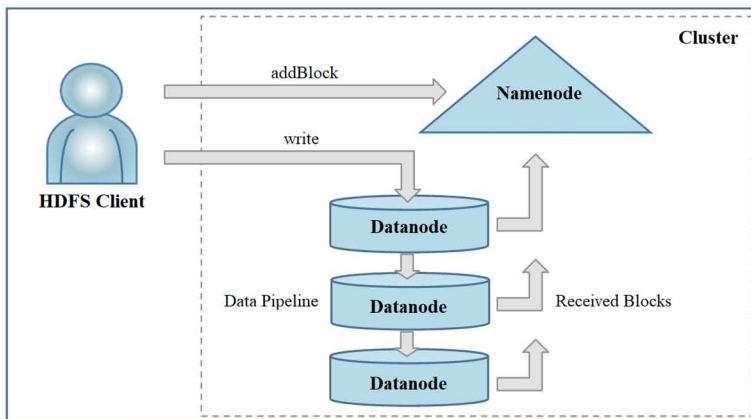 Cluster
addBlock
Namenode
write
HDFS Client
Datanode
Data Pipeline
Datanode
Received Blocks
Datanode